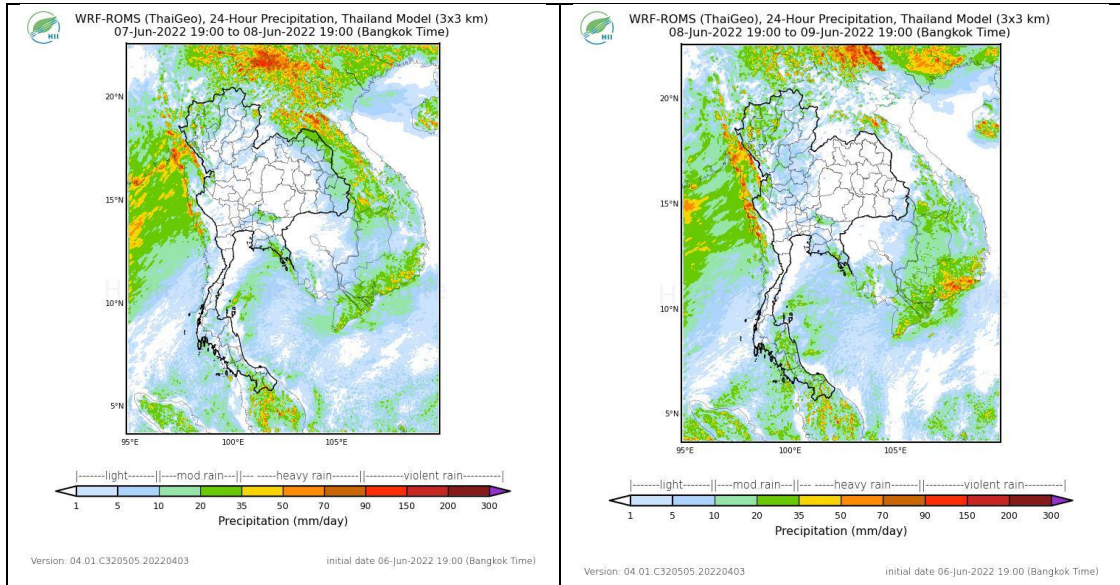 HII
WRF-ROMS (ThaiGeo), 24-Hour Precipitation, Thailand Model (3x3 km)
07-Jun-2022 19:00 to 08-Jun-2022 19:00 (Bangkok Time)
20°N
15°N
10°N
5°N
95°E 100°E 105°E
|-------light-------||----mod rain---||--- -----heavy rain-------||----------violent rain----------|
1 5 10 20 35 50 70 90 150 200 300
Precipitation (mm/day)
Version: 04.01.C320505.20220403 initial date 06-Jun-2022 19:00 (Bangkok Time)
HII
WRF-ROMS (ThaiGeo), 24-Hour Precipitation, Thailand Model (3x3 km)
08-Jun-2022 19:00 to 09-Jun-2022 19:00 (Bangkok Time)
20°N
15°N
10°N
5°N
95°E 100°E 105°E
|-------light-------||----mod rain---||--- -----heavy rain-------||----------violent rain----------|
1 5 10 20 35 50 70 90 150 200 300
Precipitation (mm/day)
Version: 04.01.C320505.20220403 initial date 06-Jun-2022 19:00 (Bangkok Time)